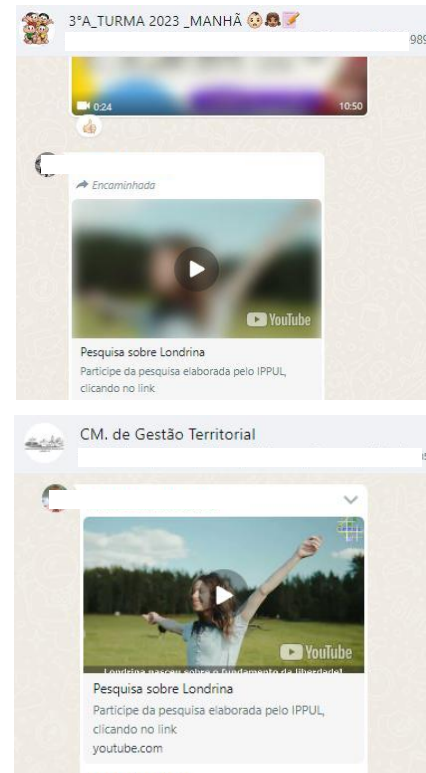 3°A_TURMA 2023 _MANHÃ 👶🏻👧🏽📝
989
0:24
10:50
Encaminhada
YouTube
Pesquisa sobre Londrina
Participe da pesquisa elaborada pelo IPPUL,
clicando no link
CM. de Gestão Territorial
YouTube
Londrina nasceu sobre o fundamento da liberdade!
Pesquisa sobre Londrina
Participe da pesquisa elaborada pelo IPPUL,
clicando no link
youtube.com